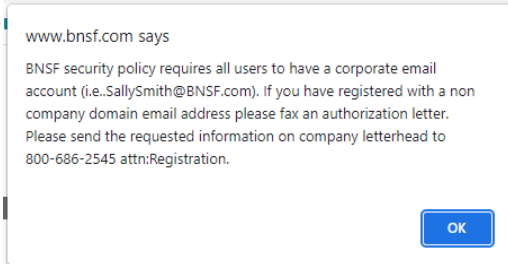 www.bnsf.com says
BNSF security policy requires all users to have a corporate email
account (i.e..SallySmith@BNSF.com). If you have registered with a non
company domain email address please fax an authorization letter.
Please send the requested information on company letterhead to
800-686-2545 attn:Registration.
OK